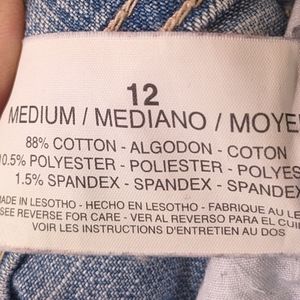 12
MEDIUM / MEDIANO / MOYE
88% COTTON - ALGODON - COTON
10.5% POLYESTER - POLIESTER - POLYES
1.5% SPANDEX - SPANDEX - SPANDEX
MADE IN LESOTHO - HECHO EN LESOTHO - FABRIQUE AU LE
SEE REVERSE FOR CARE - VER AL REVERSO PARA EL CUI
VOIR LES INSTRUCTIONS D'ENTRETIEN AU DOS